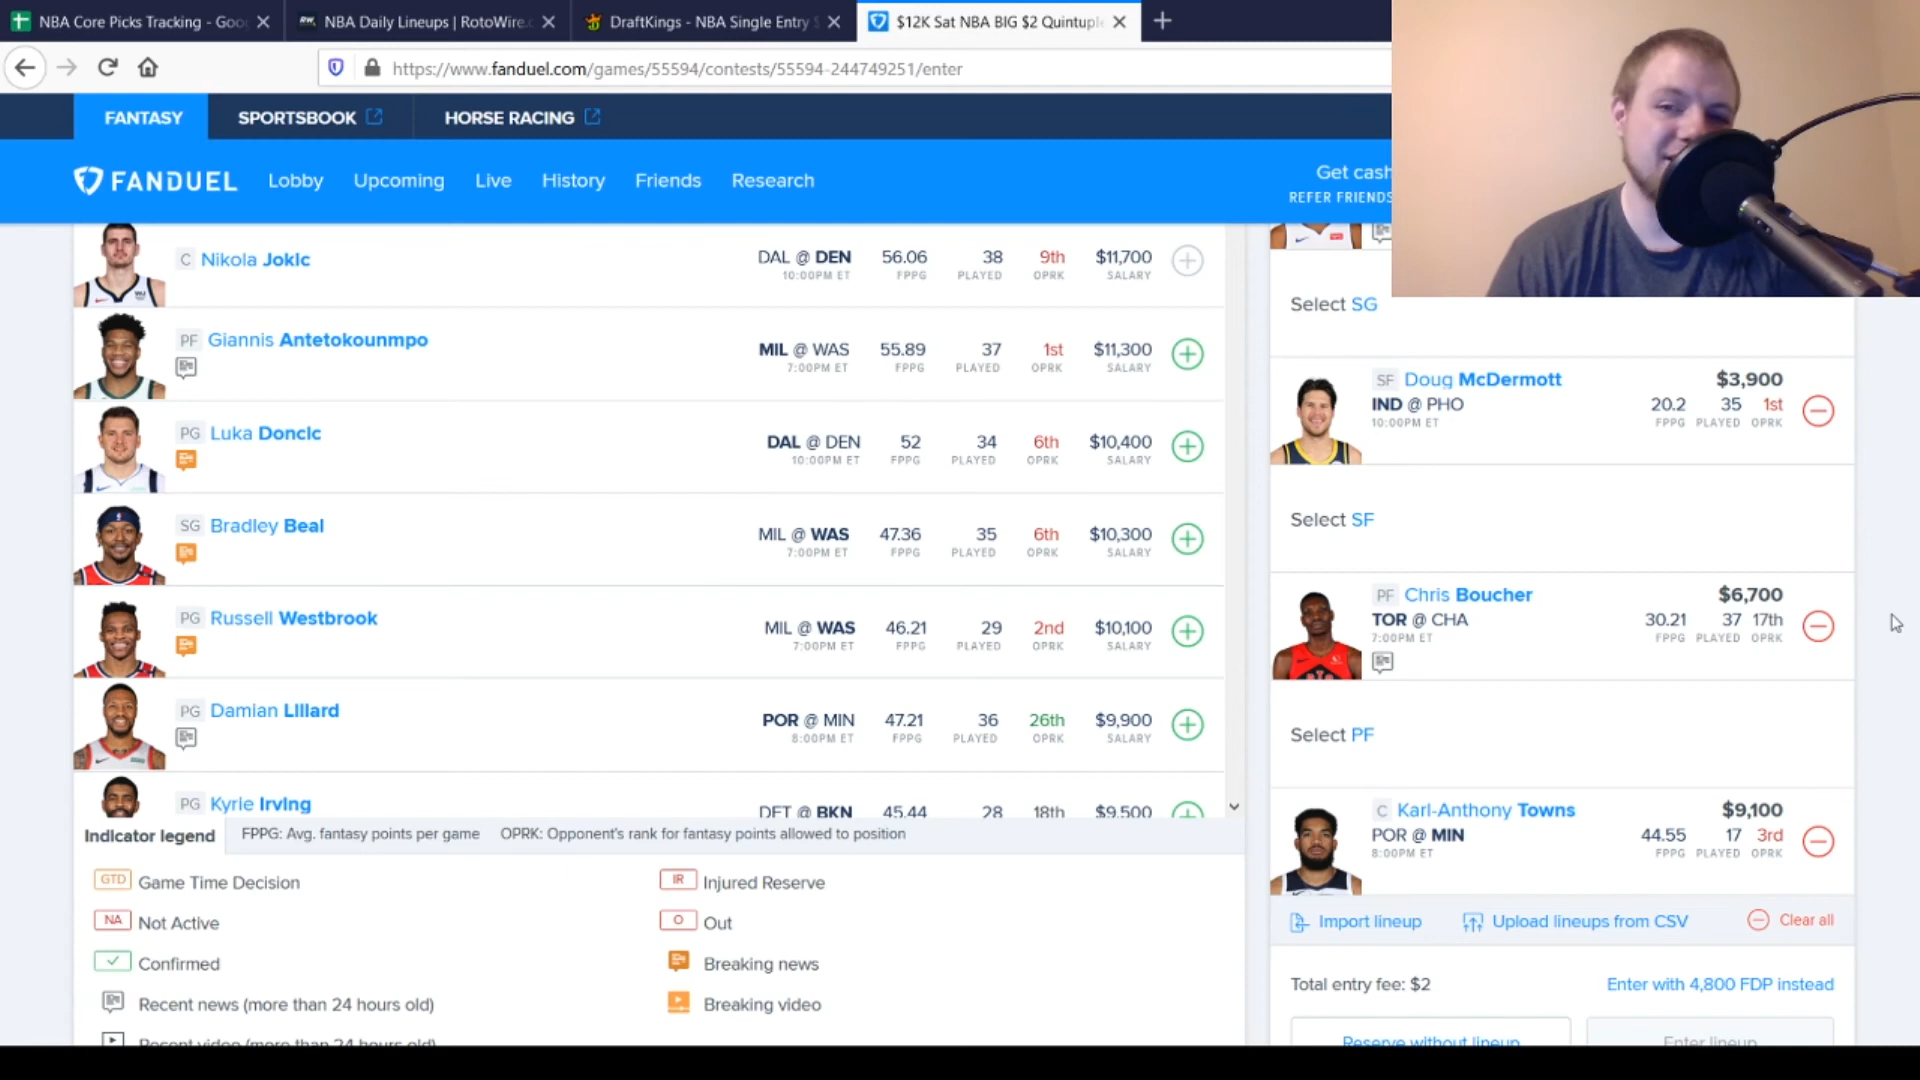 NBA Core Picks Tracking - Goo
NBA Daily Lineups | RotoWire.c
DraftKings - NBA Single Entry $
$12K Sat NBA BIG $2 Quintuple
https://www.fanduel.com/games/55594/contests/55594-244749251/enter
FANTASY
SPORTSBOOK
HORSE RACING
FANDUEL
Lobby
Upcoming
Live
History
Friends
Research
Get cash
REFER FRIENDS
C Nikola Jokic
DAL @ DEN 56.06 38 9th $11,700
10:00PM ET FPPG PLAYED OPRK SALARY
PF Giannis Antetokounmpo
MIL @ WAS 55.89 37 1st $11,300
7:00PM ET FPPG PLAYED OPRK SALARY
PG Luka Doncic
DAL @ DEN 52 34 6th $10,400
10:00PM ET FPPG PLAYED OPRK SALARY
SG Bradley Beal
MIL @ WAS 47.36 35 6th $10,300
7:00PM ET FPPG PLAYED OPRK SALARY
PG Russell Westbrook
MIL @ WAS 46.21 29 2nd $10,100
7:00PM ET FPPG PLAYED OPRK SALARY
PG Damian Lillard
POR @ MIN 47.21 36 26th $9,900
8:00PM ET FPPG PLAYED OPRK SALARY
PG Kyrie Irving
DET @ BKN 45.44 28 18th $9,500
Indicator legend
FPPG: Avg. fantasy points per game OPRK: Opponent's rank for fantasy points allowed to position
GTD Game Time Decision
IR Injured Reserve
NA Not Active
O Out
Confirmed
Breaking news
Recent news (more than 24 hours old)
Breaking video
Recent video (more than 24 hours old)
Select SG
SF Doug McDermott $3,900
IND @ PHO 20.2 35 1st
10:00PM ET FPPG PLAYED OPRK
Select SF
PF Chris Boucher $6,700
TOR @ CHA 30.21 37 17th
7:00PM ET FPPG PLAYED OPRK
Select PF
C Karl-Anthony Towns $9,100
POR @ MIN 44.55 17 3rd
8:00PM ET FPPG PLAYED OPRK
Import lineup
Upload lineups from CSV
Clear all
Total entry fee: $2
Enter with 4,800 FDP instead
Reserve without lineup
Enter lineup